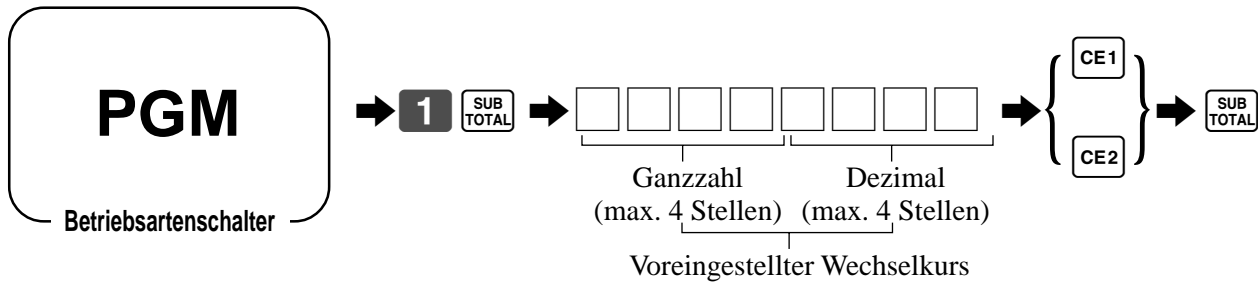 PGM
Betriebsartenschalter
1 SUB TOTAL
Ganzzahl Dezimal
(max. 4 Stellen) (max. 4 Stellen)
Voreingestellter Wechselkurs
CE1
CE2
SUB TOTAL